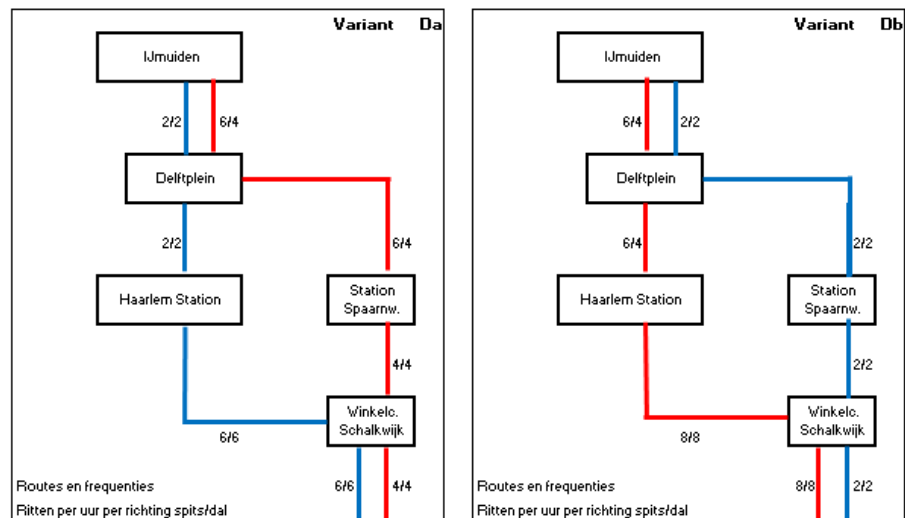 Variant Da
IJmuiden
2/2
6/4
Delftplein
2/2
6/4
Haarlem Station
Station
Spaarnw.
4/4
Winkelc.
Schalkwijk
6/6
6/6
4/4
Routes en frequenties
Ritten per uur per richting spits/dal
Variant Db
IJmuiden
6/4
2/2
Delftplein
6/4
2/2
Haarlem Station
Station
Spaarnw.
2/2
Winkelc.
Schalkwijk
8/8
8/8
2/2
Routes en frequenties
Ritten per uur per richting spits/dal